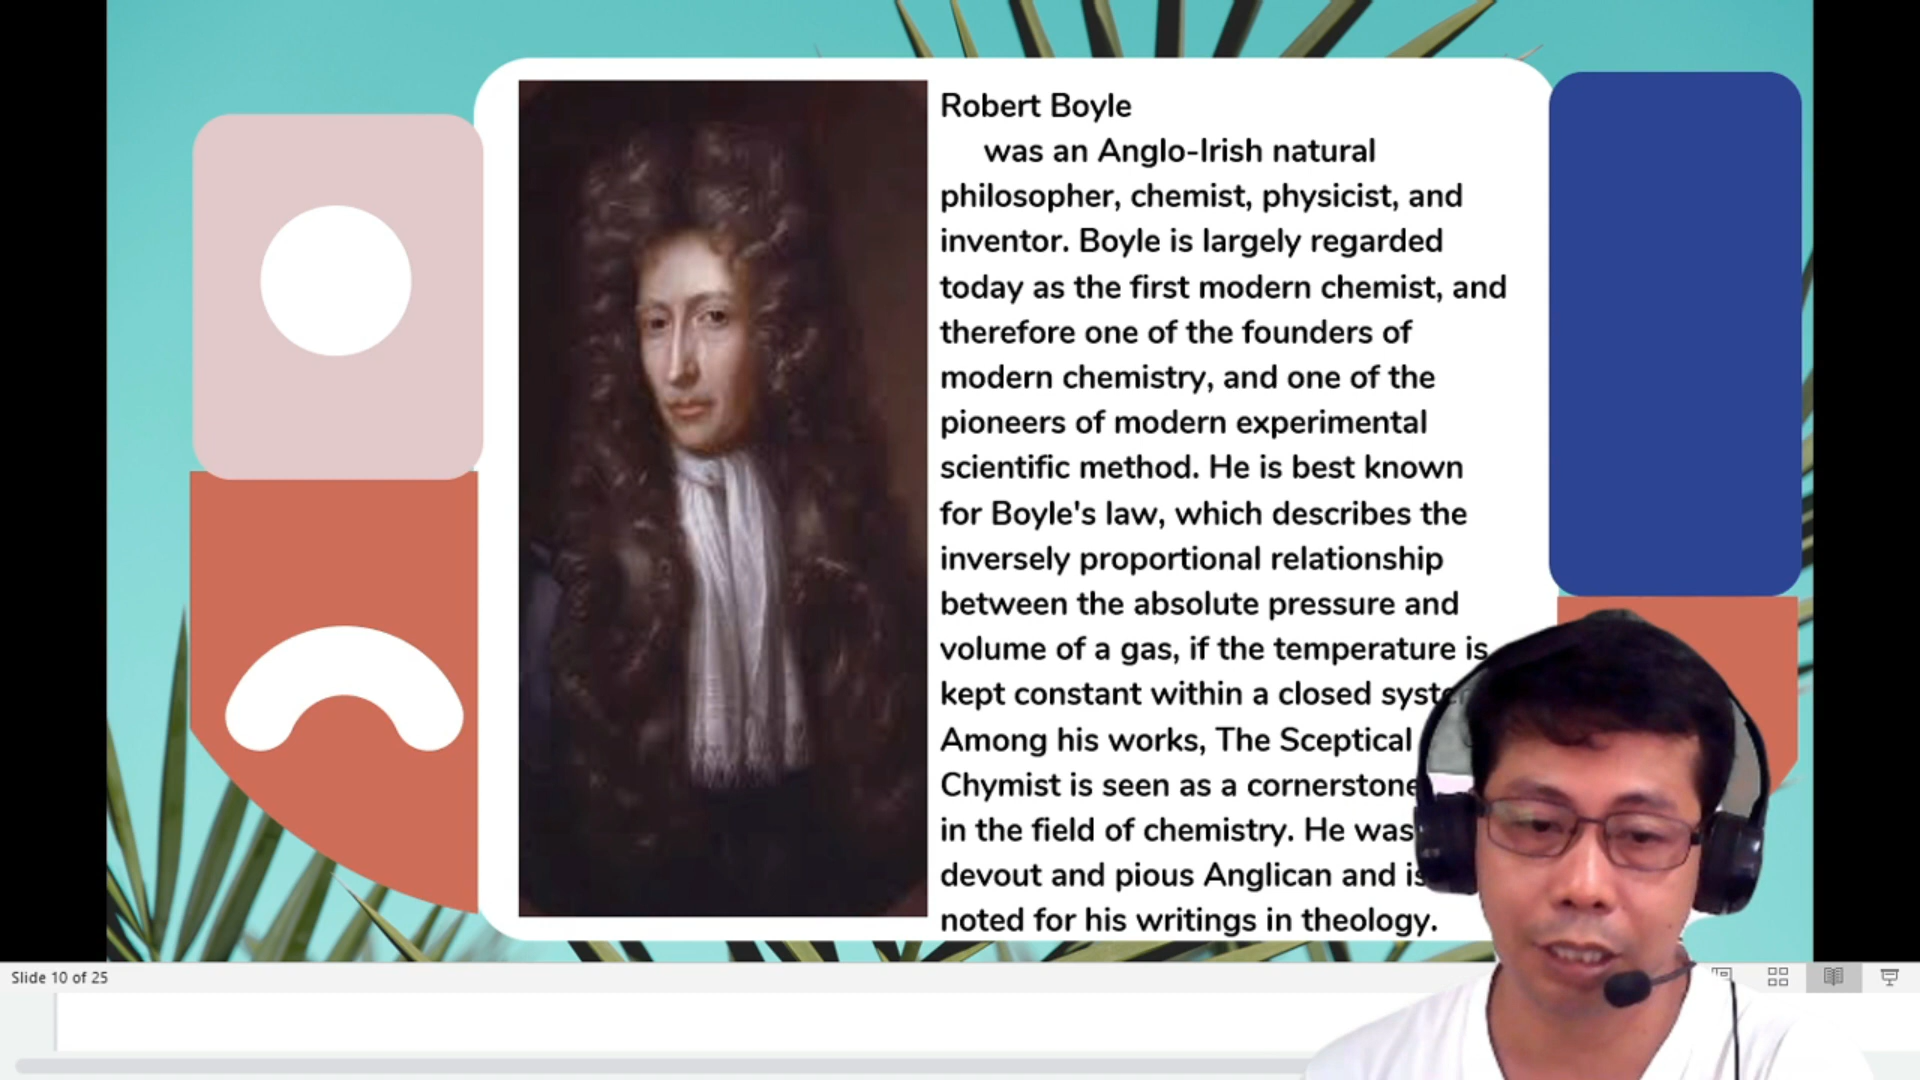 Robert Boyle
was an Anglo-Irish natural
philosopher, chemist, physicist, and
inventor. Boyle is largely regarded
today as the first modern chemist, and
therefore one of the founders of
modern chemistry, and one of the
pioneers of modern experimental
scientific method. He is best known
for Boyle's law, which describes the
inversely proportional relationship
between the absolute pressure and
volume of a gas, if the temperature is
kept constant within a closed
Among his works, The Sceptical
Chymist is seen as a cornerstone
in the field of chemistry. He was
devout and pious Anglican and is
noted for his writings in theology.
Slide 10 of 25